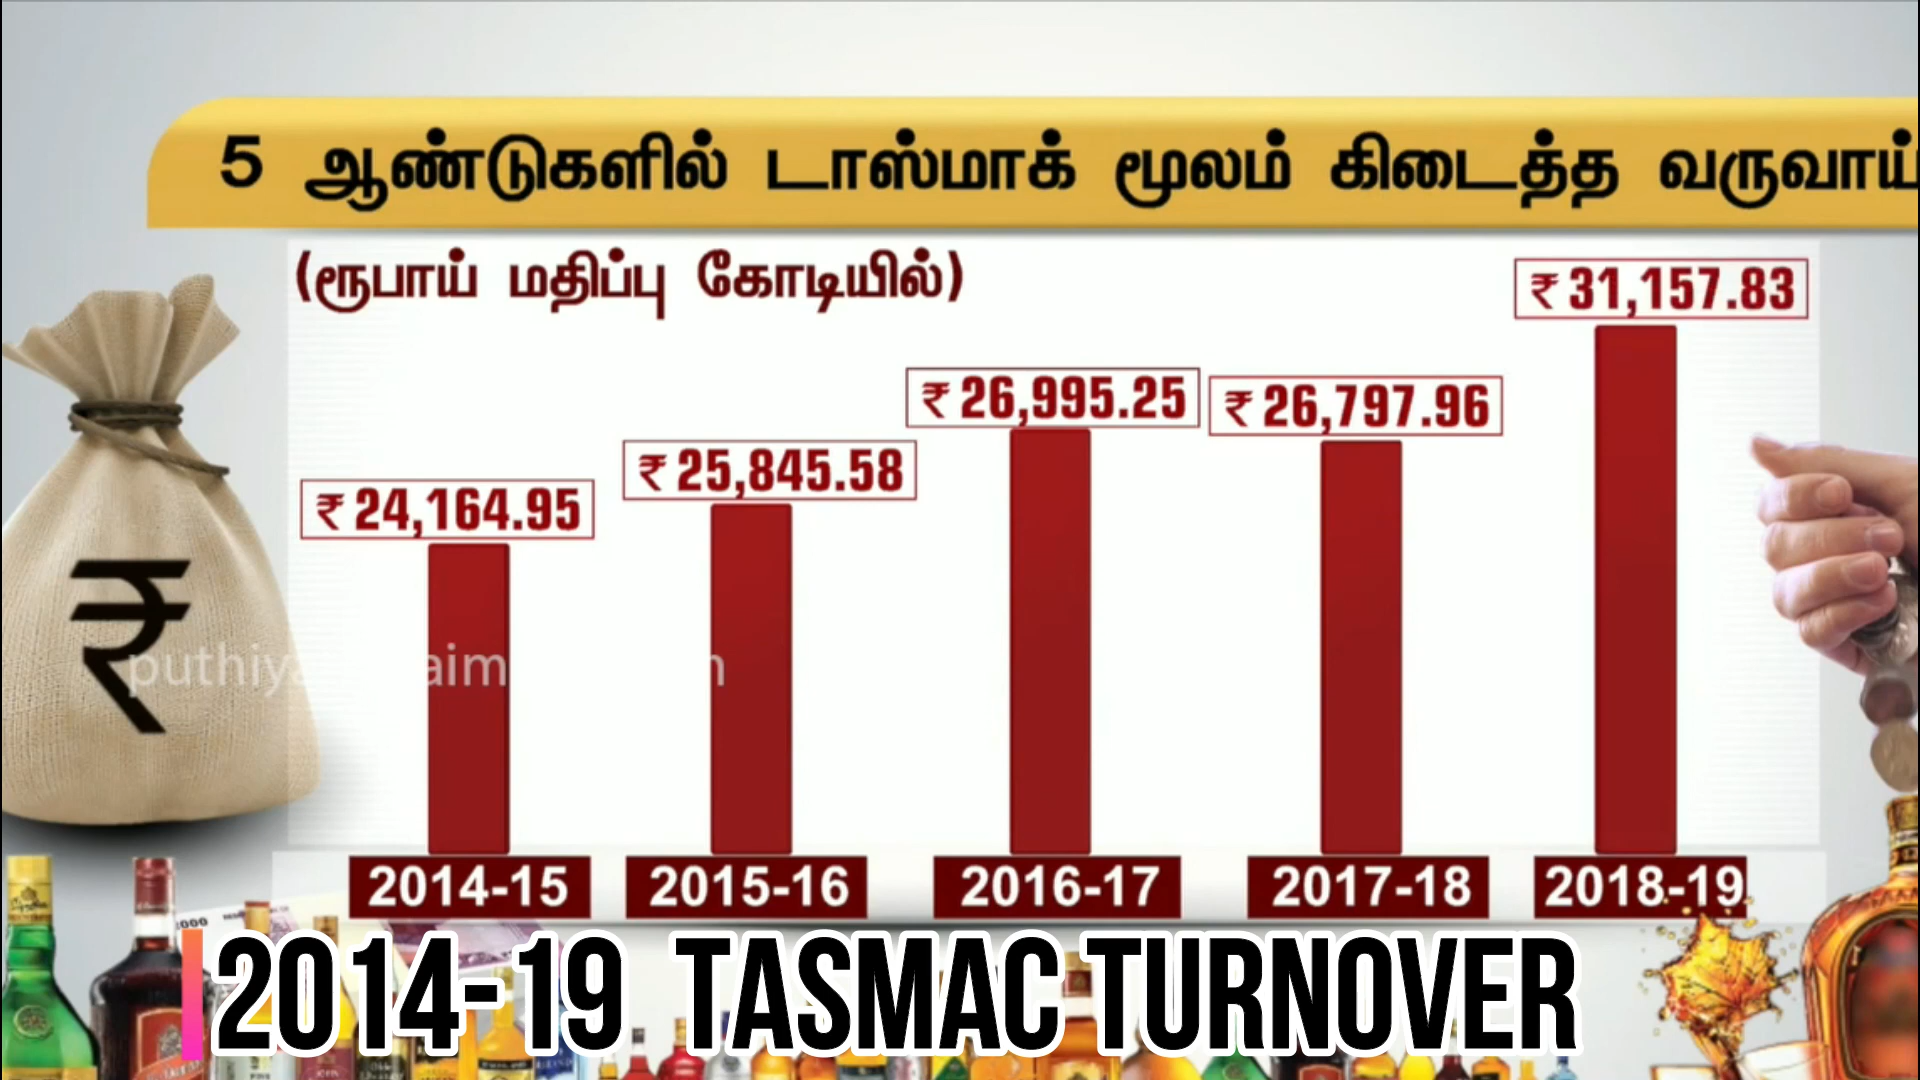 5 ஆண்டுகளில் டாஸ்மாக் மூலம் கிடைத்த வருவாய்
(ரூபாய் மதிப்பு கோடியில்)
₹ 31,157.83
₹ 26,995.25
₹ 26,797.96
₹ 25,845.58
₹ 24,164.95
₹
2014-15 2015-16 2016-17 2017-18 2018-19
2014-19 TASMAC TURNOVER